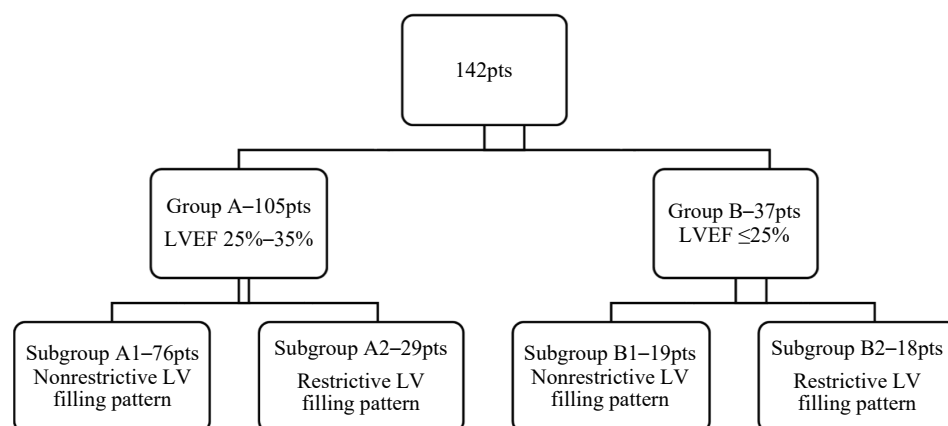 142pts
Group A–105pts
LVEF 25%–35%
Group B–37pts
LVEF ≤25%
Subgroup A1–76pts
Nonrestrictive LV
filling pattern
Subgroup A2–29pts
Restrictive LV
filling pattern
Subgroup B1–19pts
Nonrestrictive LV
filling pattern
Subgroup B2–18pts
Restrictive LV
filling pattern